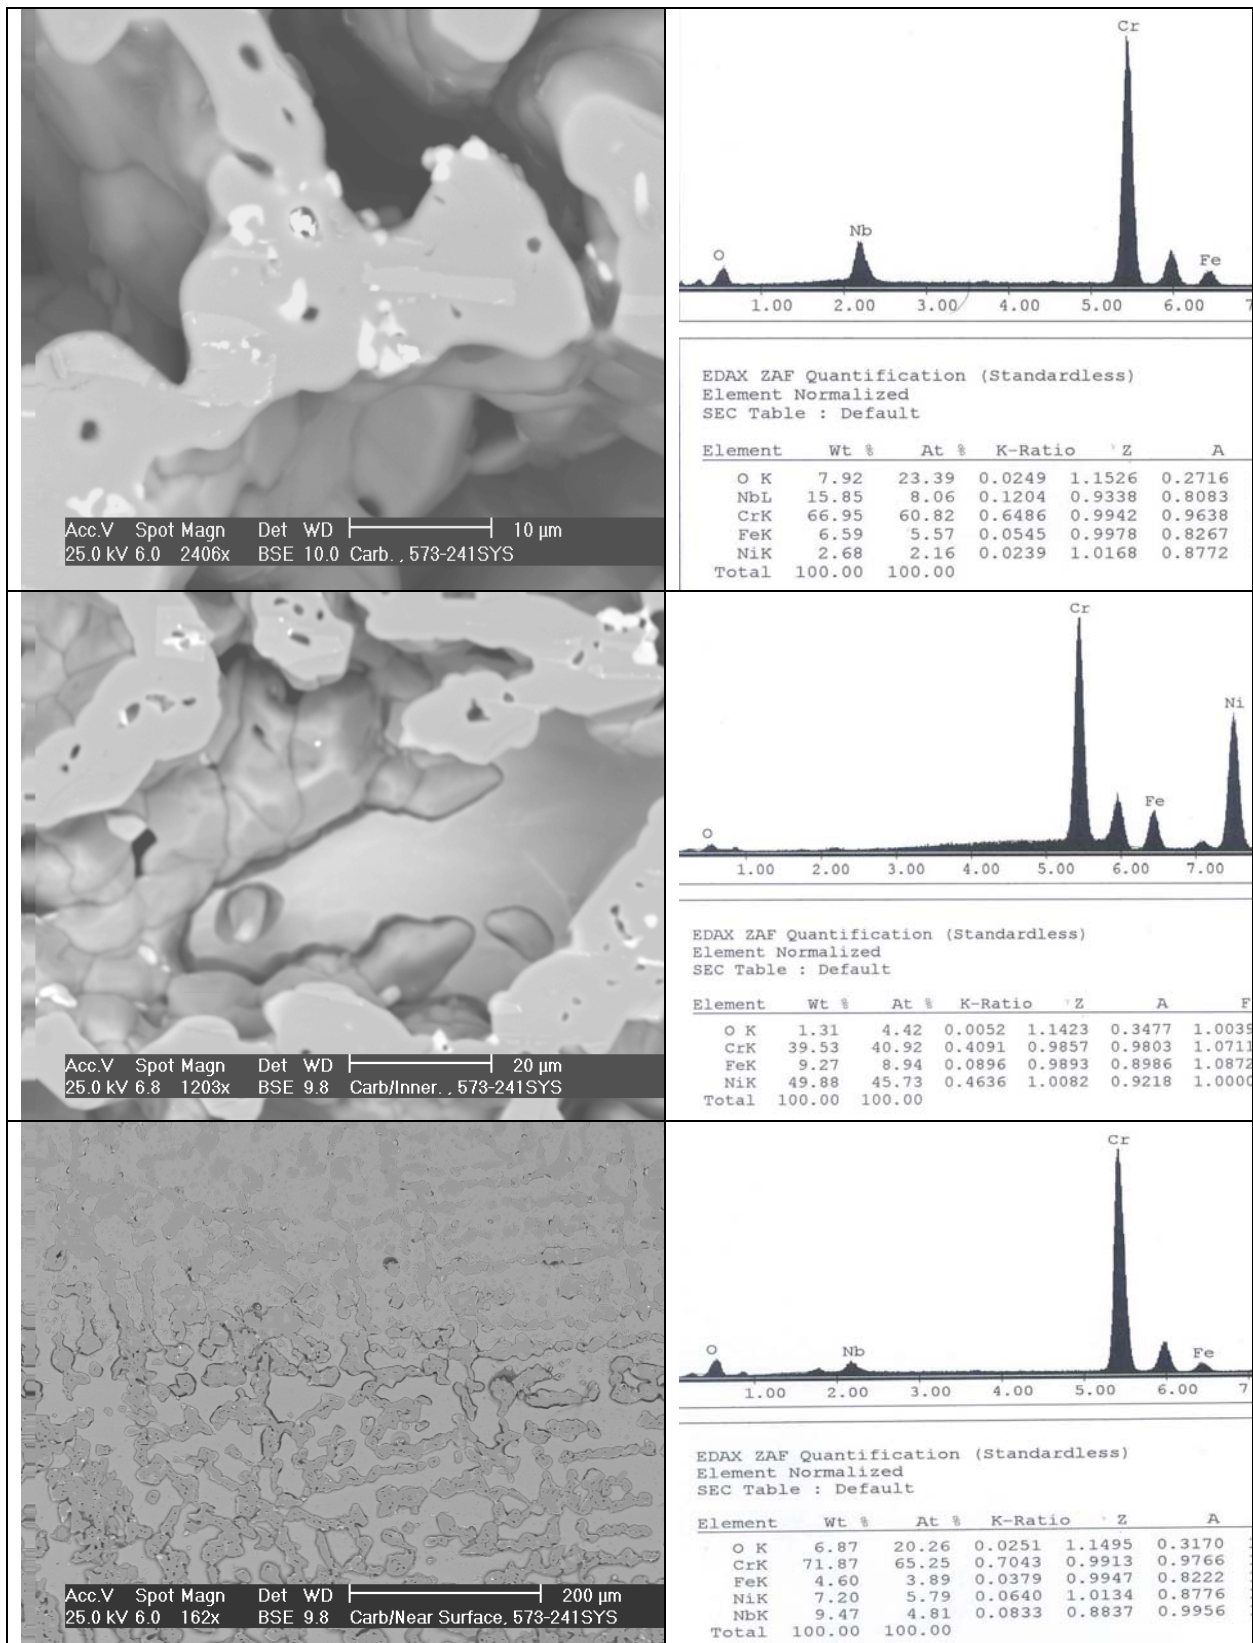 Acc.V Spot Magn Det WD 10 µm
25.0 kV 6.0 2406x BSE 10.0 Carb. , 573-241SYS
Cr
Nb
O
Fe
1.00 2.00 3.00 4.00 5.00 6.00 7
EDAX ZAF Quantification (Standardless)
Element Normalized
SEC Table : Default
Element Wt % At % K-Ratio Z A
O K 7.92 23.39 0.0249 1.1526 0.2716
NbL 15.85 8.06 0.1204 0.9338 0.8083
CrK 66.95 60.82 0.6486 0.9942 0.9638
FeK 6.59 5.57 0.0545 0.9978 0.8267
NiK 2.68 2.16 0.0239 1.0168 0.8772
Total 100.00 100.00
Acc.V Spot Magn Det WD 20 µm
25.0 kV 6.8 1203x BSE 9.8 Carb/Inner. , 573-241SYS
Cr
Ni
Fe
O
1.00 2.00 3.00 4.00 5.00 6.00 7.00
EDAX ZAF Quantification (Standardless)
Element Normalized
SEC Table : Default
Element Wt % At % K-Ratio Z A F
O K 1.31 4.42 0.0052 1.1423 0.3477 1.0039
CrK 39.53 40.92 0.4091 0.9857 0.9803 1.0711
FeK 9.27 8.94 0.0896 0.9893 0.8986 1.0872
NiK 49.88 45.73 0.4636 1.0082 0.9218 1.0000
Total 100.00 100.00
Acc.V Spot Magn Det WD 200 µm
25.0 kV 6.0 162x BSE 9.8 Carb/Near Surface, 573-241SYS
Cr
O
Nb
Fe
1.00 2.00 3.00 4.00 5.00 6.00 7
EDAX ZAF Quantification (Standardless)
Element Normalized
SEC Table : Default
Element Wt % At % K-Ratio Z A
O K 6.87 20.26 0.0251 1.1495 0.3170
CrK 71.87 65.25 0.7043 0.9913 0.9766
FeK 4.60 3.89 0.0379 0.9947 0.8222
NiK 7.20 5.79 0.0640 1.0134 0.8776
NbK 9.47 4.81 0.0833 0.8837 0.9956
Total 100.00 100.00